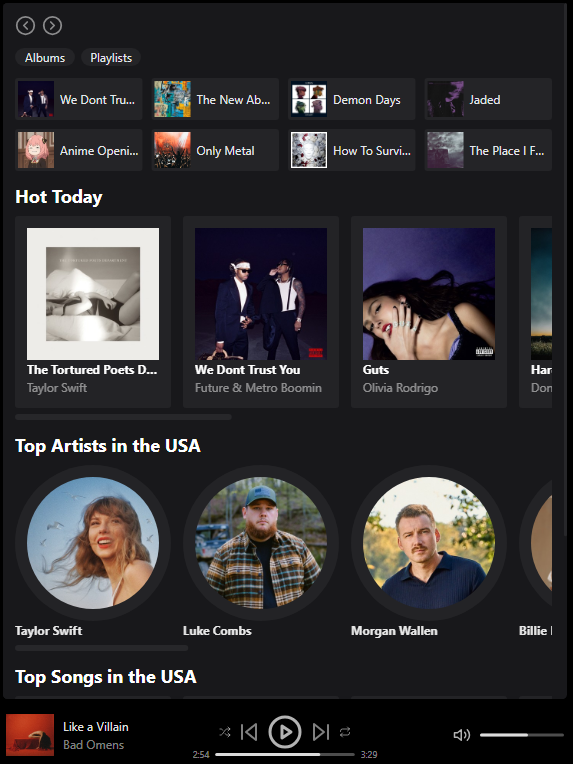 Albums Playlists
We Dont Tru... The New Ab... Demon Days Jaded
Anime Openi... Only Metal How To Survi... The Place I F...
Hot Today
The Tortured Poets D... We Dont Trust You Guts Har
Taylor Swift Future & Metro Boomin Olivia Rodrigo Don
Top Artists in the USA
Taylor Swift Luke Combs Morgan Wallen Billie
Top Songs in the USA
Like a Villain
Bad Omens
2:54 3:29